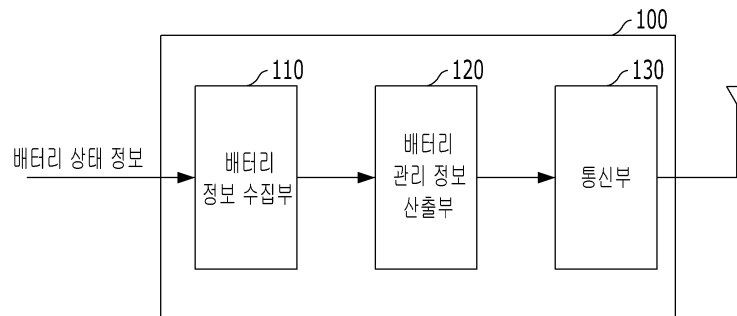 100
110
120
130
배터리 상태 정보
배터리
정보 수집부
배터리
관리 정보
산출부
통신부